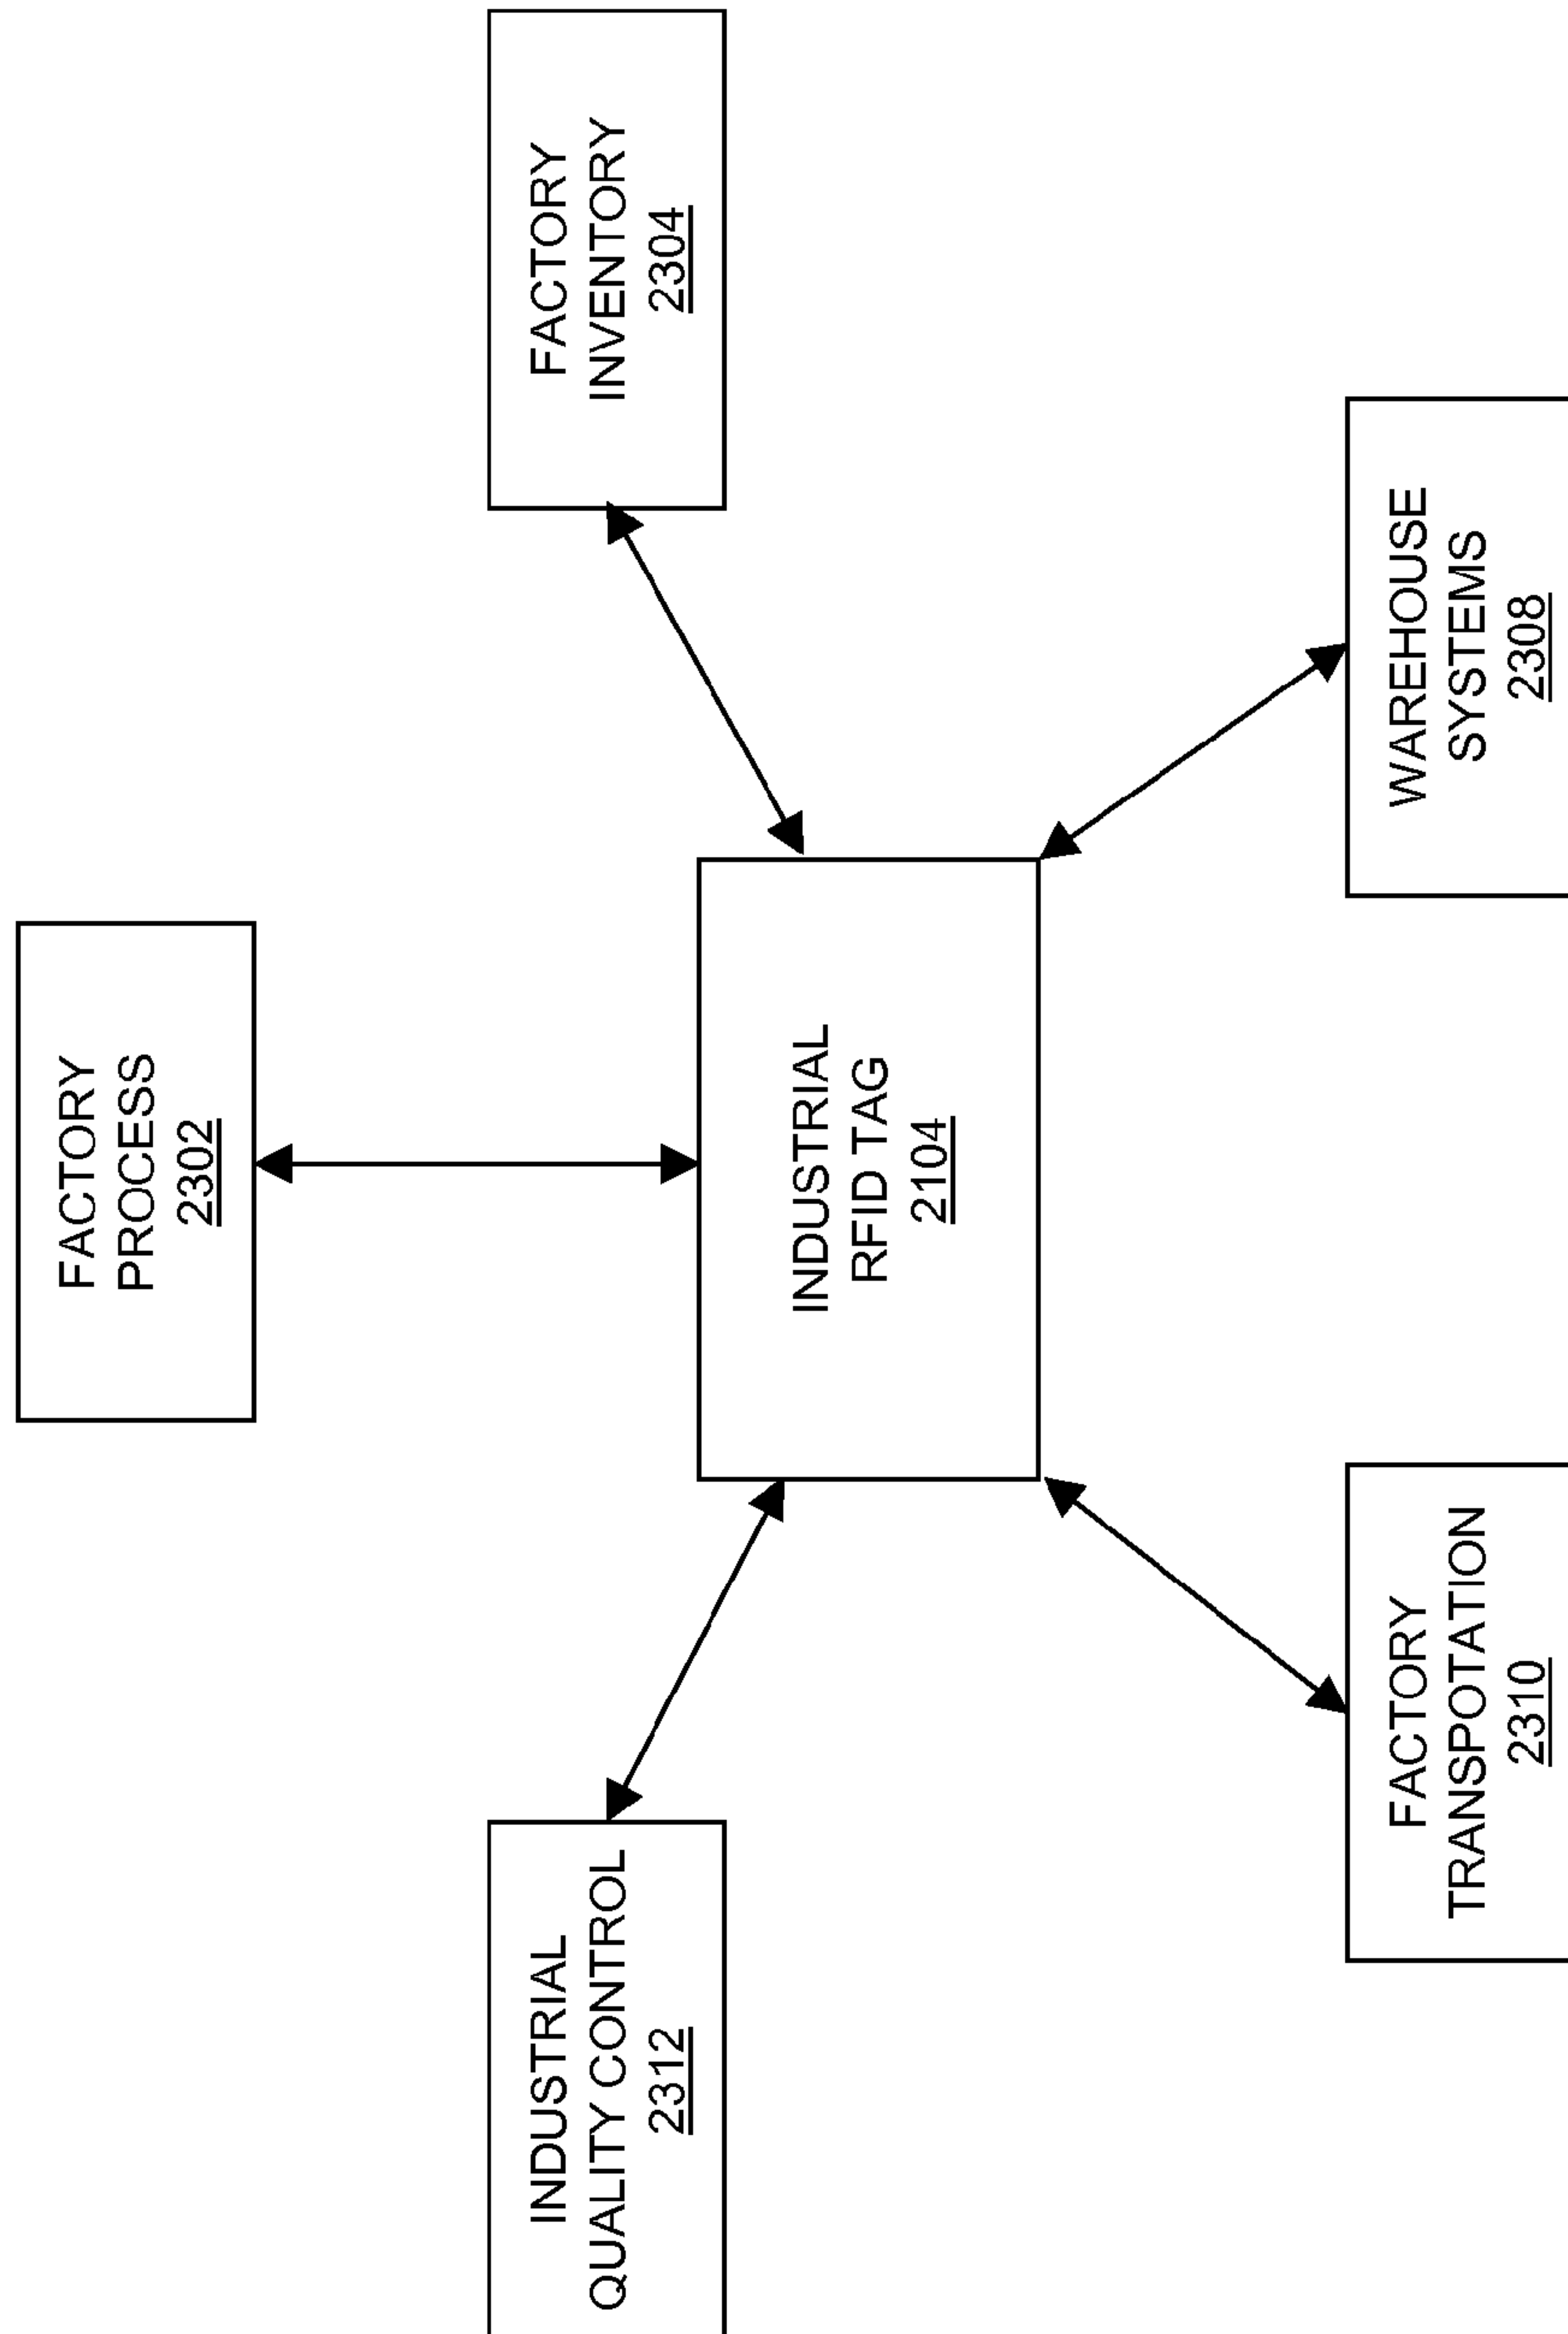 FACTORY
PROCESS
2302
INDUSTRIAL
QUALITY CONTROL
2312
FACTORY
INVENTORY
2304
INDUSTRIAL
RFID TAG
2104
FACTORY
TRANSPOTATION
2310
WAREHOUSE
SYSTEMS
2308